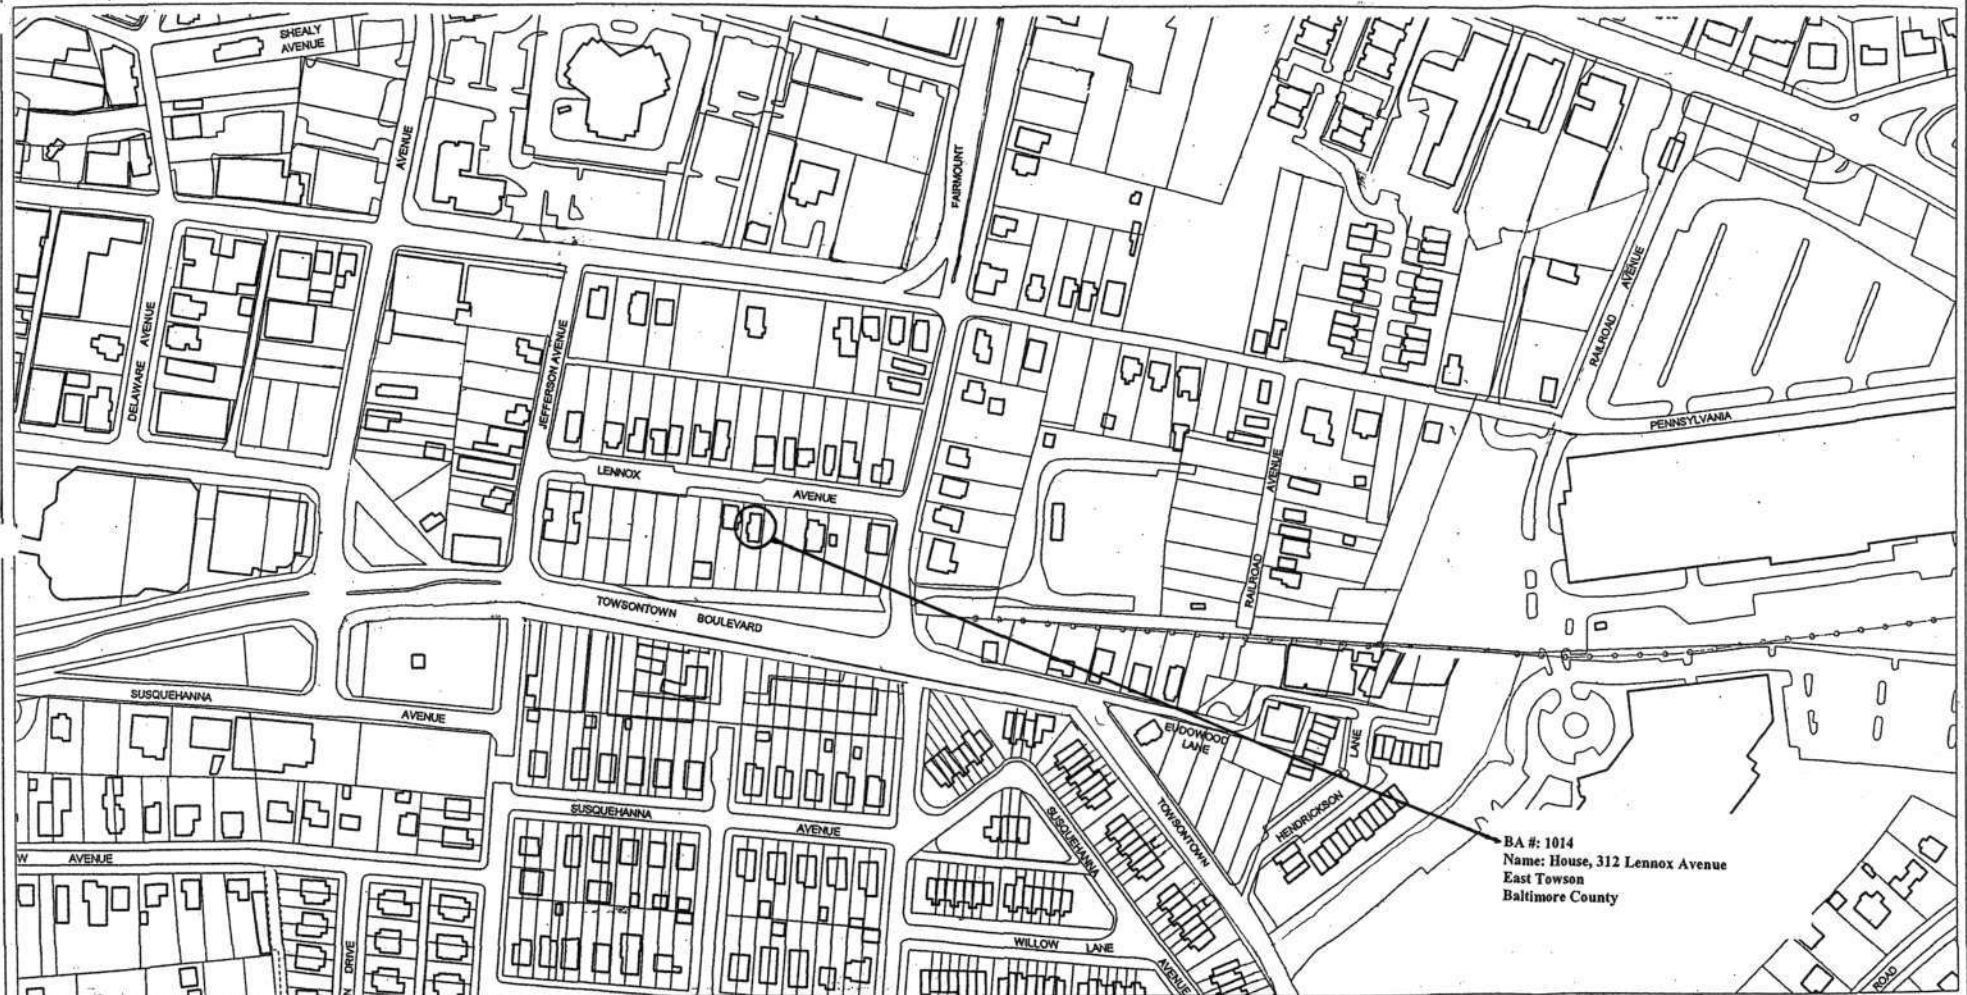 SHEALY
AVENUE
AVENUE
FAIRMOUNT
DELAWARE AVENUE
JEFFERSON AVENUE
RAILROAD AVENUE
PENNSYLVANIA
LENNOX AVENUE
AVENUE
RAILROAD
TOWSONTOWN BOULEVARD
SUSQUEHANNA AVENUE
EUDOWOOD
LANE
LANE
HENDRICKSON
TOWSONTOWN
SUSQUEHANNA AVENUE
SUSQUEHANNA
AVENUE
W AVENUE
BA #: 1014
Name: House, 312 Lennox Avenue
East Towson
Baltimore County
WILLOW LANE
DRIVE
ROAD